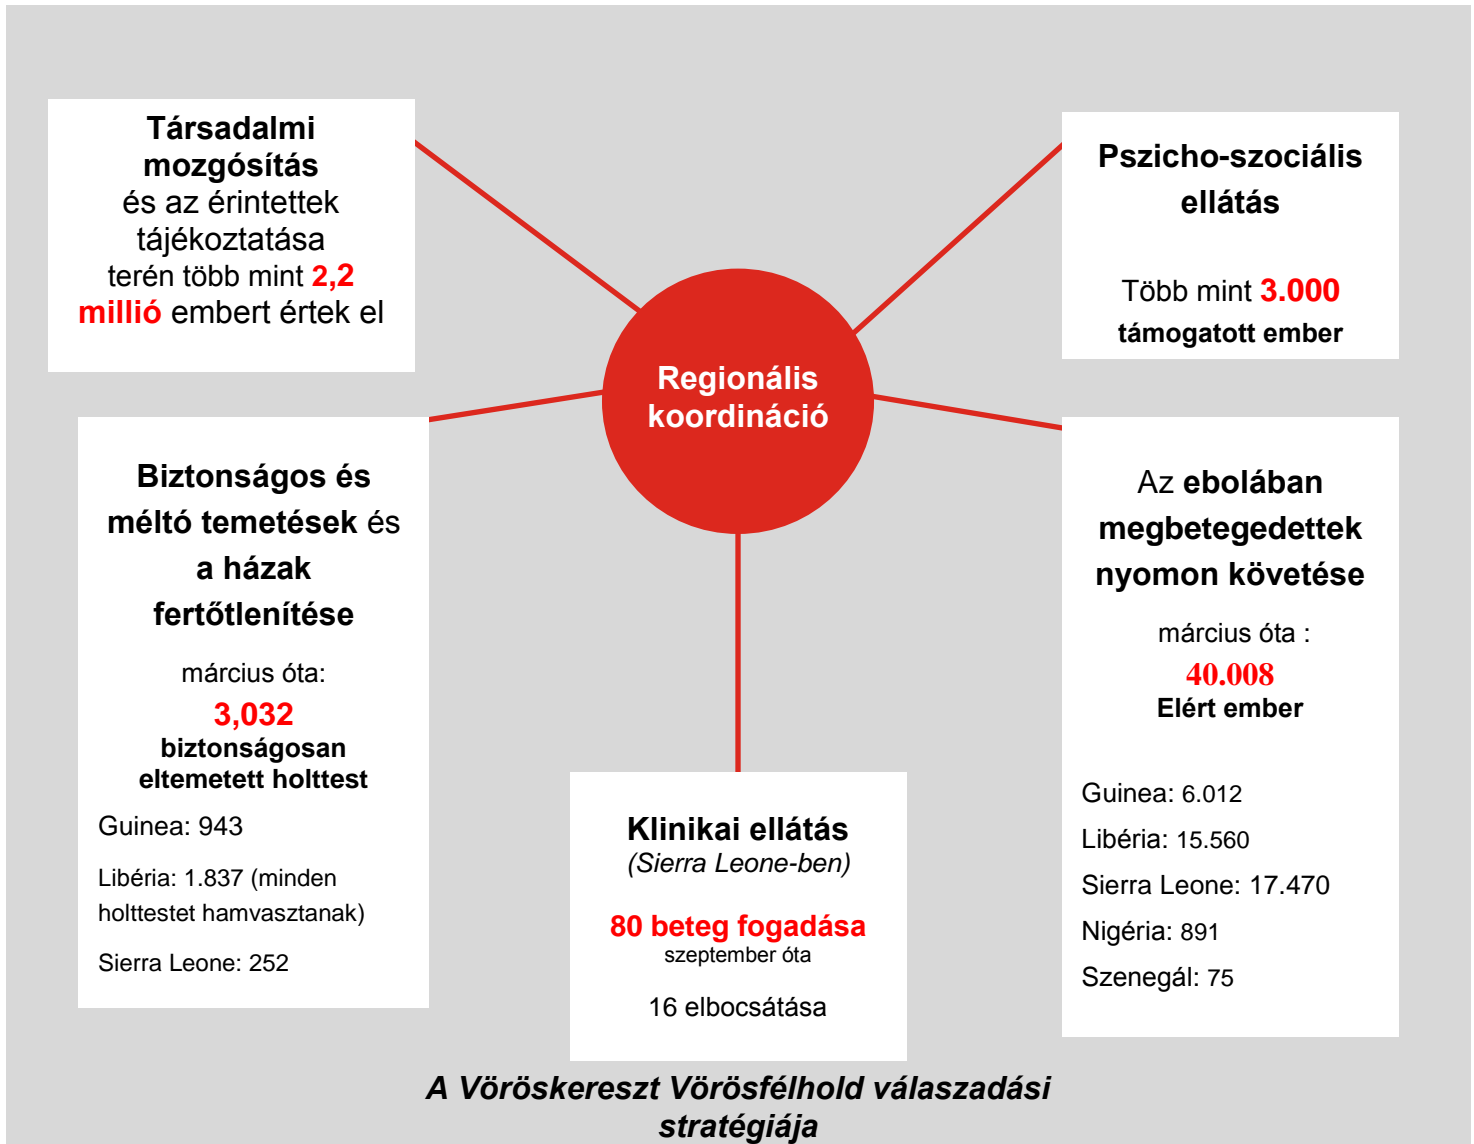 Társadalmi
mozgósítás
és az érintettek
tájékoztatása
terén több mint 2,2
millió embert értek el
Pszicho-szociális
ellátás
Több mint 3.000
támogatott ember
Regionális
koordináció
Biztonságos és
méltó temetések és
a házak
fertőtlenítése
március óta:
3,032
biztonságosan
eltemetett holttest
Guinea: 943
Libéria: 1.837 (minden
holttestet hamvasztanak)
Sierra Leone: 252
Klinikai ellátás
(Sierra Leone-ben)
80 beteg fogadása
szeptember óta
16 elbocsátása
Az ebolában
megbetegedettek
nyomon követése
március óta :
40.008
Elért ember
Guinea: 6.012
Libéria: 15.560
Sierra Leone: 17.470
Nigéria: 891
Szenegál: 75
A Vöröskereszt Vörösfélhold válaszadási
stratégiája